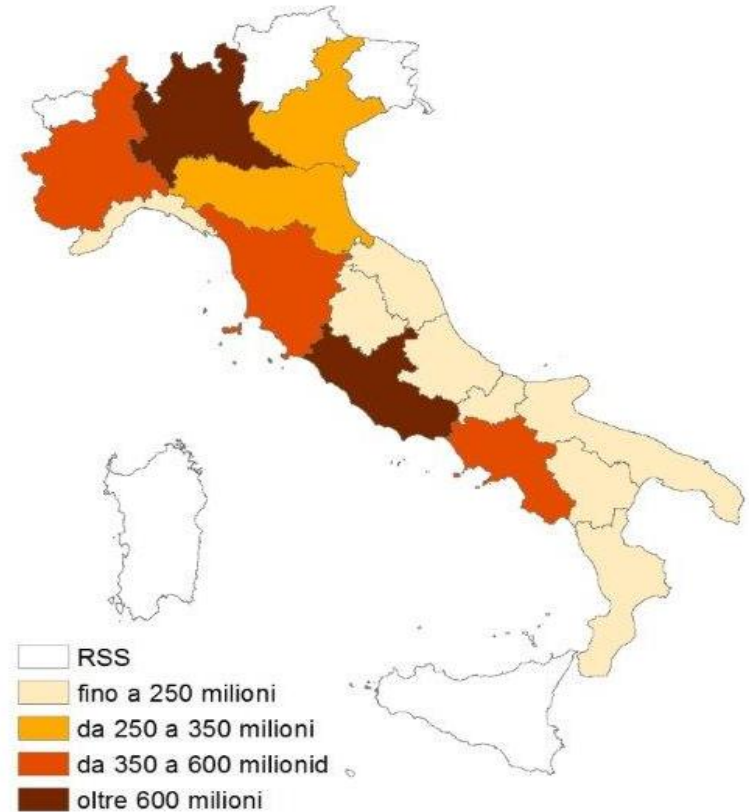 RSS
fino a 250 milioni
da 250 a 350 milioni
da 350 a 600 milionid
oltre 600 milioni